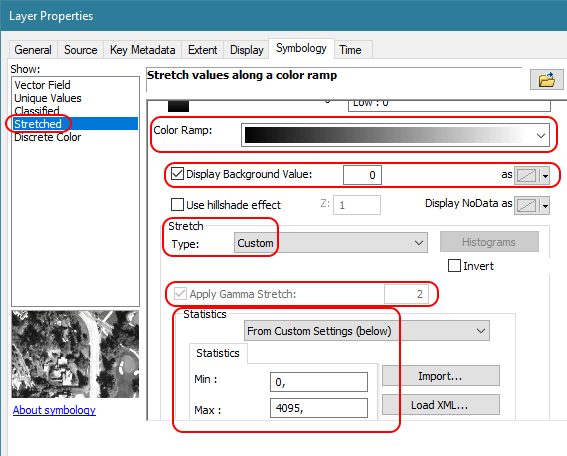 Layer Properties
General Source Key Metadata Extent Display Symbology Time
Show:
Vector Field
Unique Values
Classified
Stretched
Discrete Color
Stretch values along a color ramp
Low : 0
Color Ramp:
Display Background Value: 0 as
Use hillshade effect Z: 1 Display NoData as
Stretch
Type: Custom Histograms
Invert
Apply Gamma Stretch: 2
Statistics
From Custom Settings (below)
Statistics
Min : 0, Import...
Max : 4095, Load XML...
About symbology